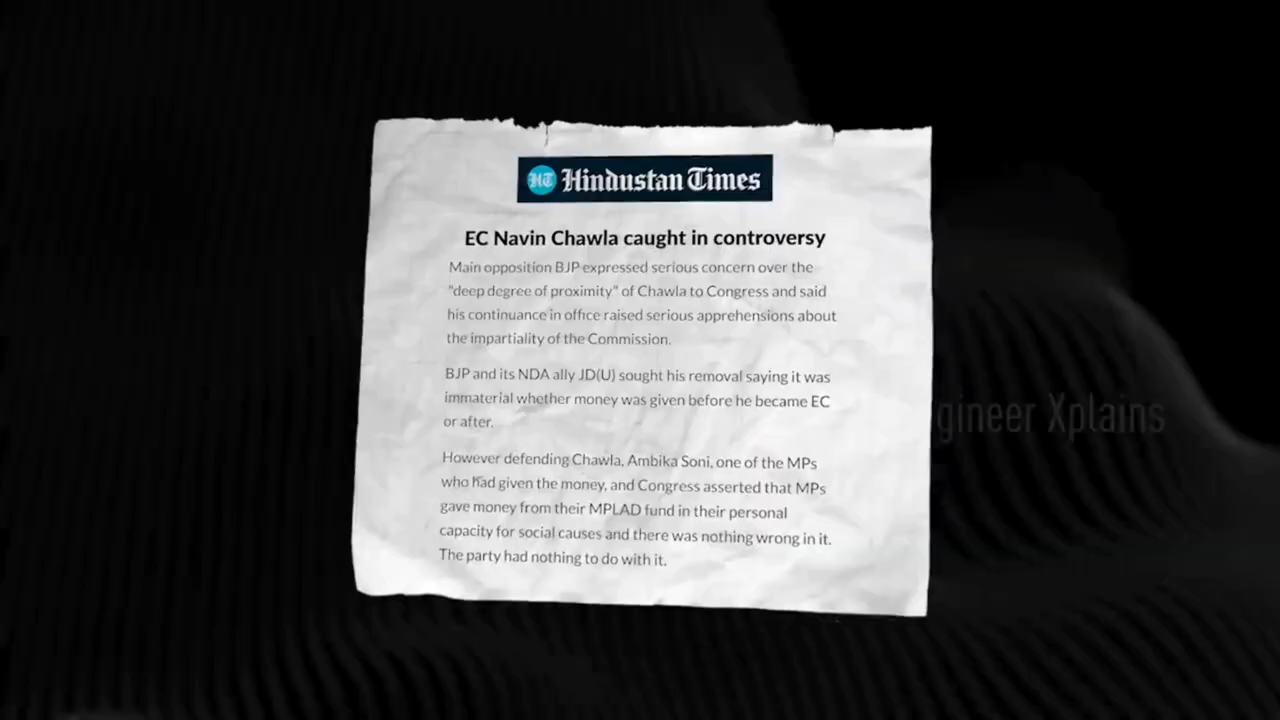 HT Hindustan Times
EC Navin Chawla caught in controversy
Main opposition BJP expressed serious concern over the
"deep degree of proximity" of Chawla to Congress and said
his continuance in office raised serious apprehensions about
the impartiality of the Commission.
BJP and its NDA ally JD(U) sought his removal saying it was
immaterial whether money was given before he became EC
or after.
However defending Chawla, Ambika Soni, one of the MPs
who had given the money, and Congress asserted that MPs
gave money from their MPLAD fund in their personal
capacity for social causes and there was nothing wrong in it.
The party had nothing to do with it.
gineer Xplains